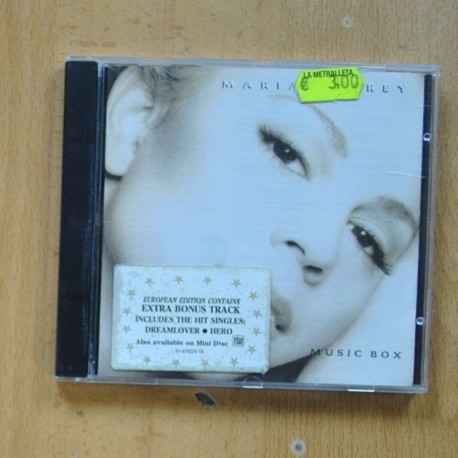 LA METRALLETA
€ 3,00
MARIA REY
EUROPEAN EDITION CONTAINS
EXTRA BONUS TRACK
INCLUDES THE HIT SINGLES:
DREAMLOVER ● HERO
Also available on Mini Disc
MUSIC BOX